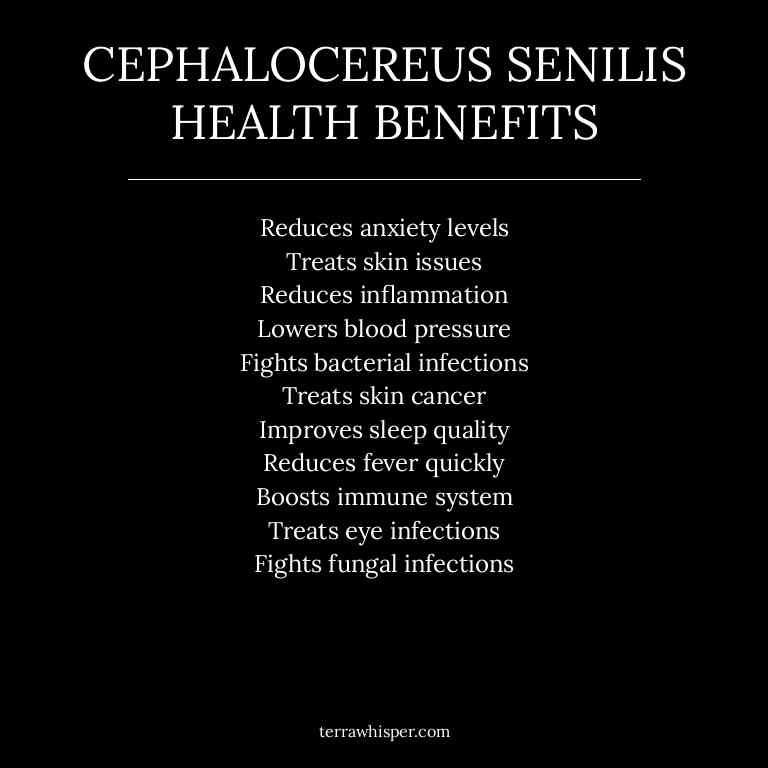 CEPHALOCEREUS SENILIS
HEALTH BENEFITS
Reduces anxiety levels
Treats skin issues
Reduces inflammation
Lowers blood pressure
Fights bacterial infections
Treats skin cancer
Improves sleep quality
Reduces fever quickly
Boosts immune system
Treats eye infections
Fights fungal infections
terrawhisper.com